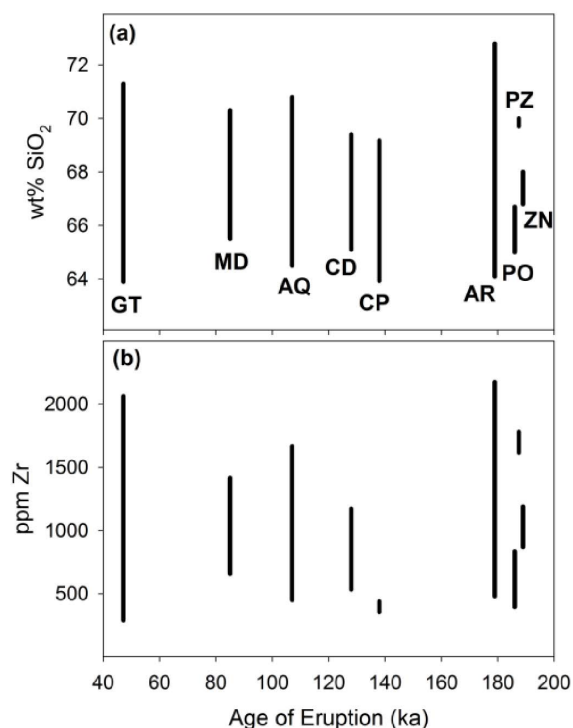 (a)
72
70
68
66
64
wt% SiO₂
GT
MD
AQ
CD
CP
AR
PZ
ZN
PO
(b)
2000
1500
1000
500
ppm Zr
40 60 80 100 120 140 160 180 200
Age of Eruption (ka)